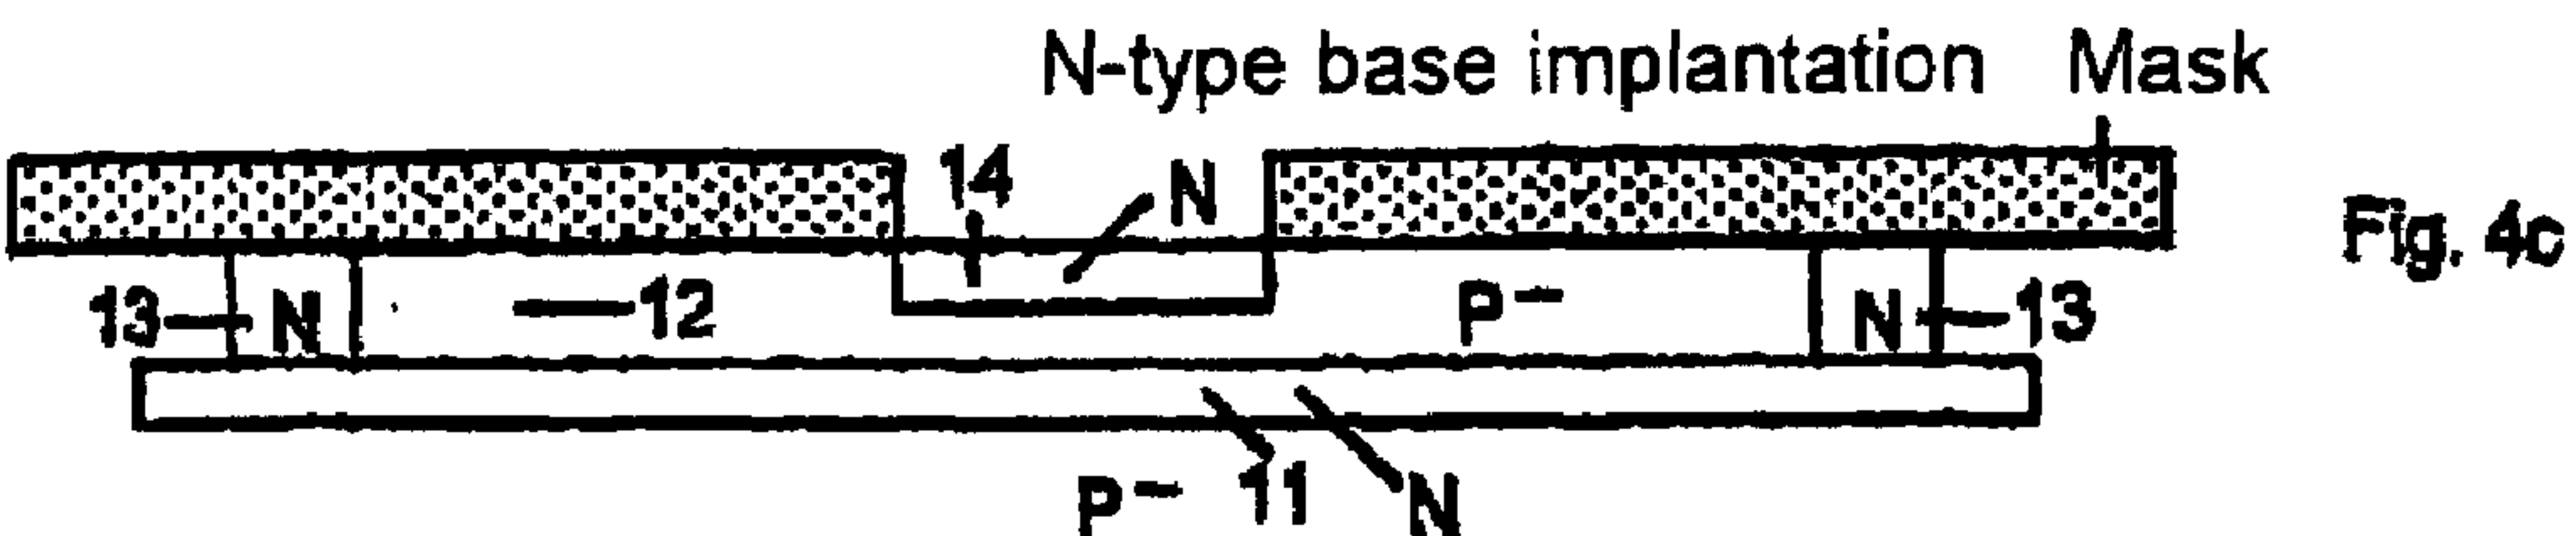 N-type base implantation Mask
14 N
Fig. 4c
13 N 12 P− N 13
P− 11 N